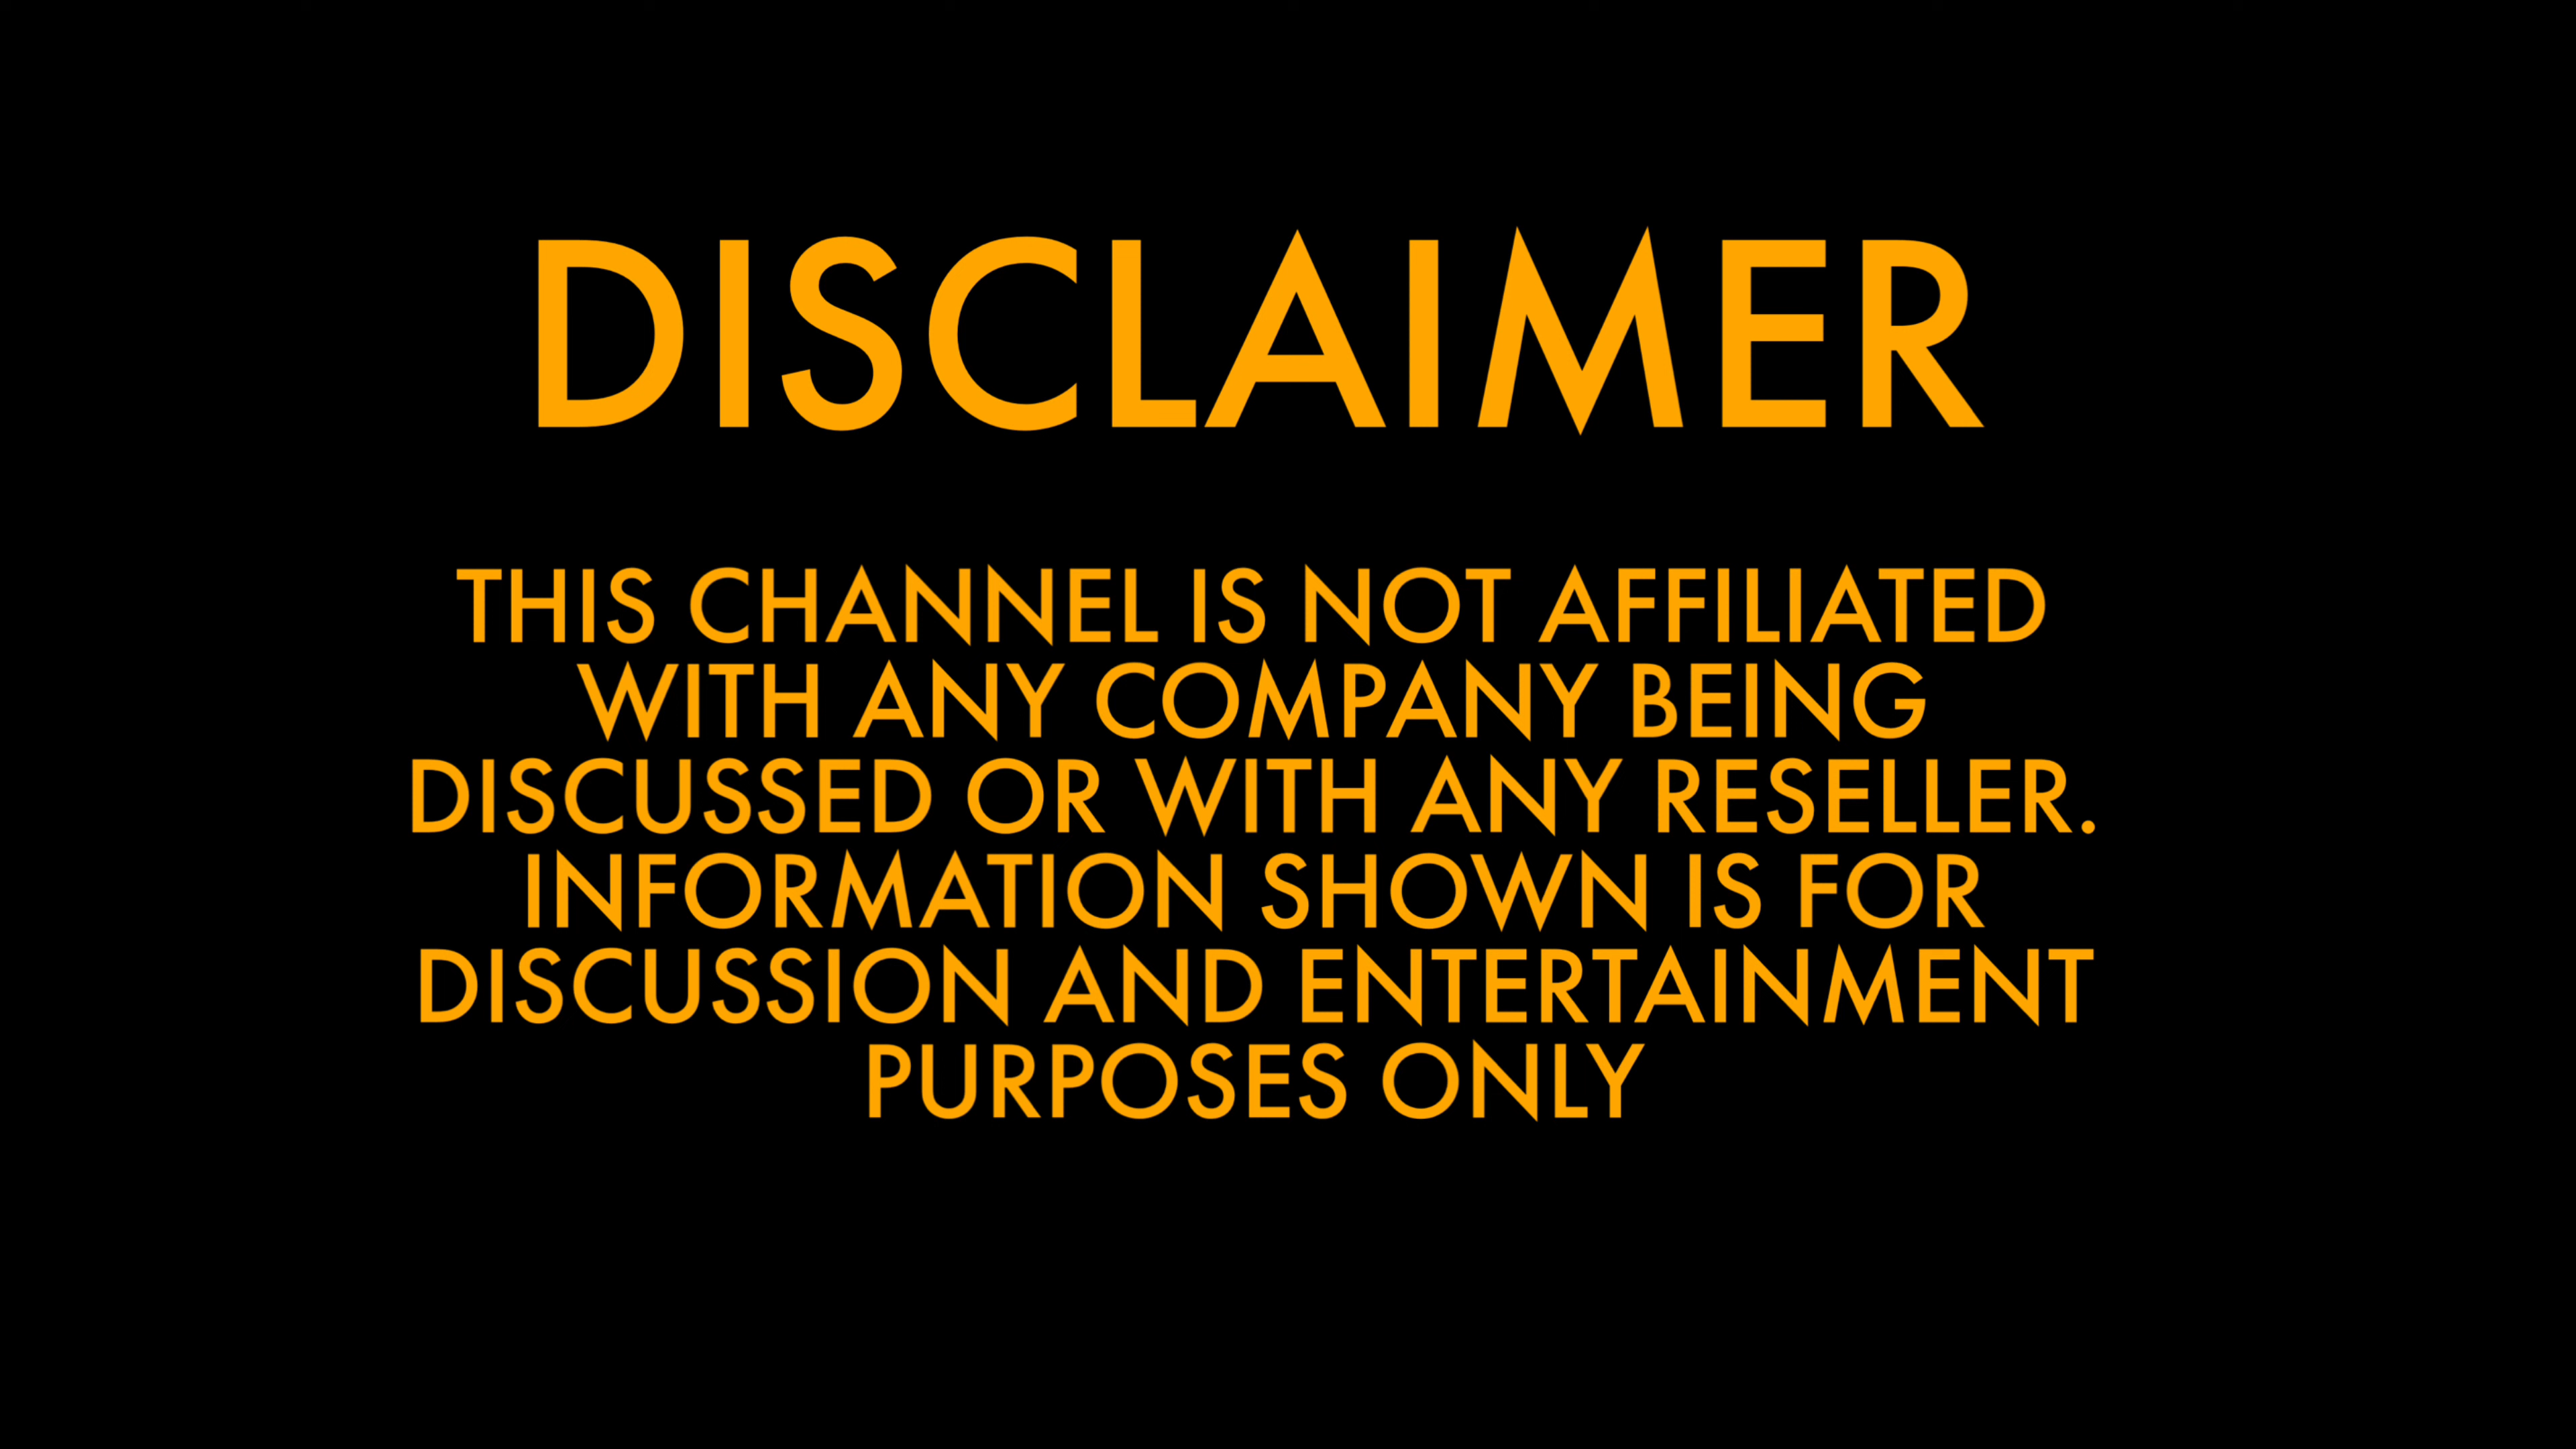 DISCLAIMER
THIS CHANNEL IS NOT AFFILIATED
WITH ANY COMPANY BEING
DISCUSSED OR WITH ANY RESELLER.
INFORMATION SHOWN IS FOR
DISCUSSION AND ENTERTAINMENT
PURPOSES ONLY